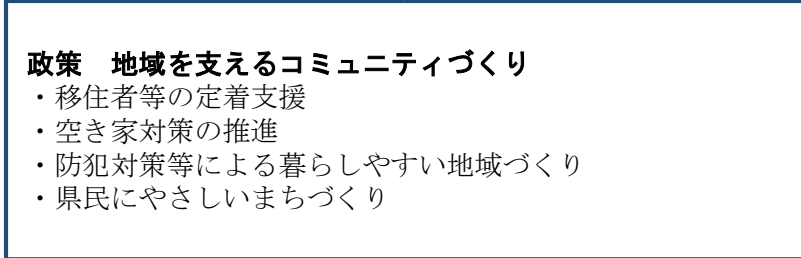 政策　地域を支えるコミュニティづくり
・移住者等の定着支援
・空き家対策の推進
・防犯対策等による暮らしやすい地域づくり
・県民にやさしいまちづくり